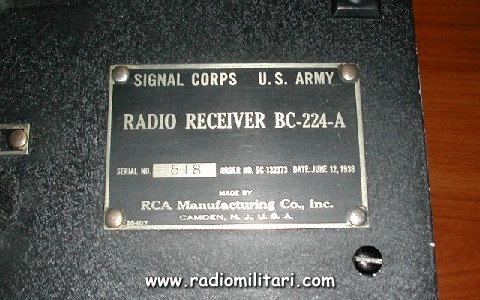 SIGNAL CORPS U.S. ARMY
RADIO RECEIVER BC-224-A
SERIAL NO. 518 ORDER NO. SC-132373 DATE: JUNE 12, 1939
MADE BY
RCA Manufacturing Co., Inc.
CAMDEN, N. J., U. S. A.
www.radiomilitari.com